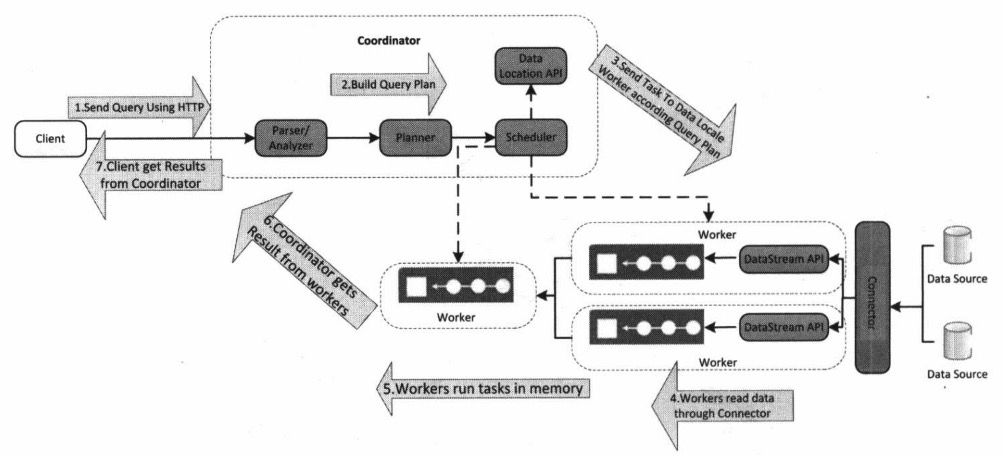 Coordinator
Data
Location API
2.Build Query Plan
3.Send Task To Data Locale
Worker according Query Plan
1.Send Query Using HTTP
Client
Parser/
Analyzer
Planner
Scheduler
7.Client get Results
from Coordinator
6.Coordinator gets
Result from workers
Worker
DataStream API
Connector
Data Source
Worker
DataStream API
Worker
Data Source
5.Workers run tasks in memory
4.Workers read data
through Connector